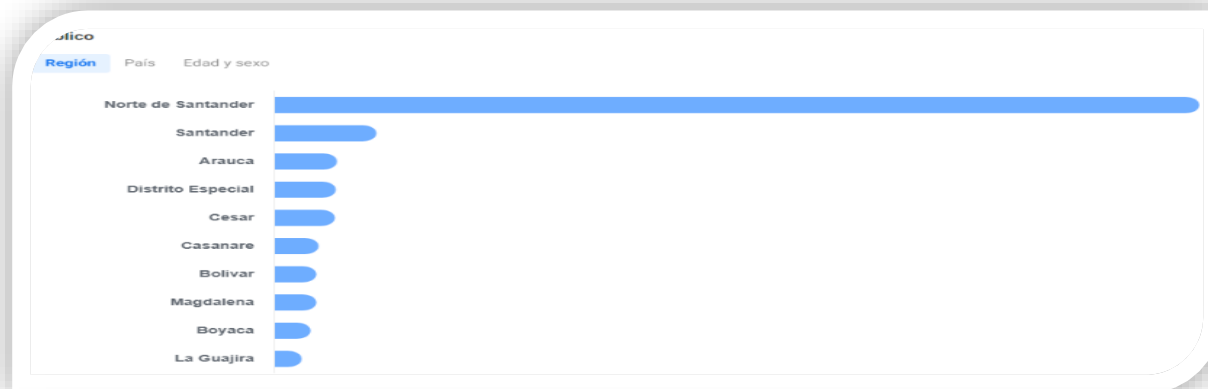 Región País Edad y sexo
Norte de Santander
Santander
Arauca
Distrito Especial
Cesar
Casanare
Bolivar
Magdalena
Boyaca
La Guajira